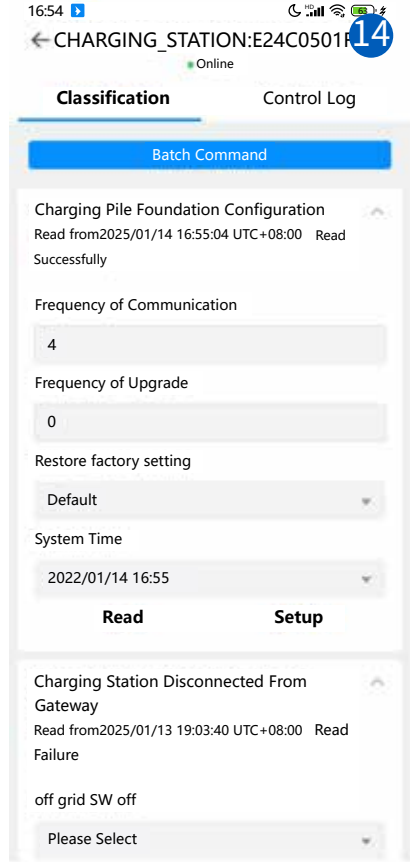 16:54
HD
63
14
CHARGING_STATION:E24C0501
Online
Classification Control Log
Batch Command
Charging Pile Foundation Configuration
Read from2025/01/14 16:55:04 UTC+08:00 Read
Successfully
Frequency of Communication
4
Frequency of Upgrade
0
Restore factory setting
Default
System Time
2022/01/14 16:55
Read Setup
Charging Station Disconnected From
Gateway
Read from2025/01/13 19:03:40 UTC+08:00 Read
Failure
off grid SW off
Please Select